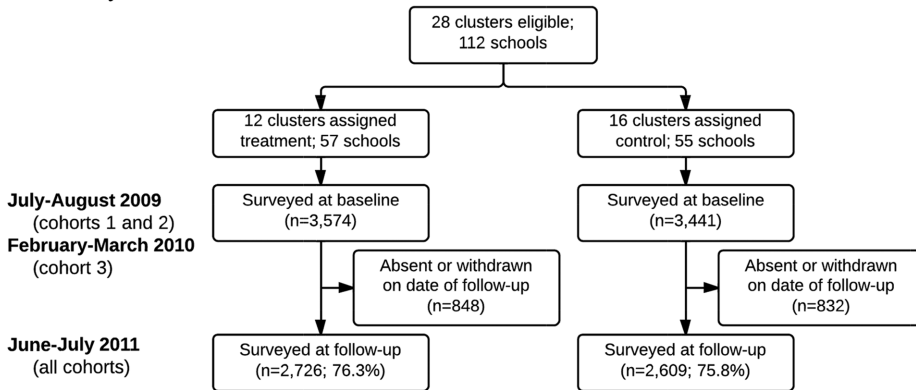 28 clusters eligible;
112 schools
12 clusters assigned
treatment; 57 schools
16 clusters assigned
control; 55 schools
July-August 2009
(cohorts 1 and 2)
February-March 2010
(cohort 3)
Surveyed at baseline
(n=3,574)
Surveyed at baseline
(n=3,441)
Absent or withdrawn
on date of follow-up
(n=848)
Absent or withdrawn
on date of follow-up
(n=832)
June-July 2011
(all cohorts)
Surveyed at follow-up
(n=2,726; 76.3%)
Surveyed at follow-up
(n=2,609; 75.8%)